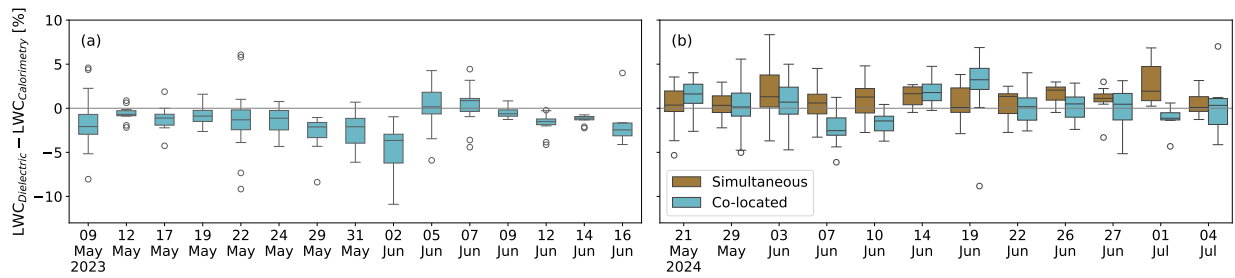 LWC_Dielectric − LWC_Calorimetry [%]
10
5
0
−5
−10
(a)
09 12 17 19 22 24 29 31 02 05 07 09 12 14 16
May May May May May May May May Jun Jun Jun Jun Jun Jun Jun
2023
(b)
Simultaneous
Co-located
21 29 03 07 10 14 19 22 26 27 01 04
May May Jun Jun Jun Jun Jun Jun Jun Jun Jul Jul
2024